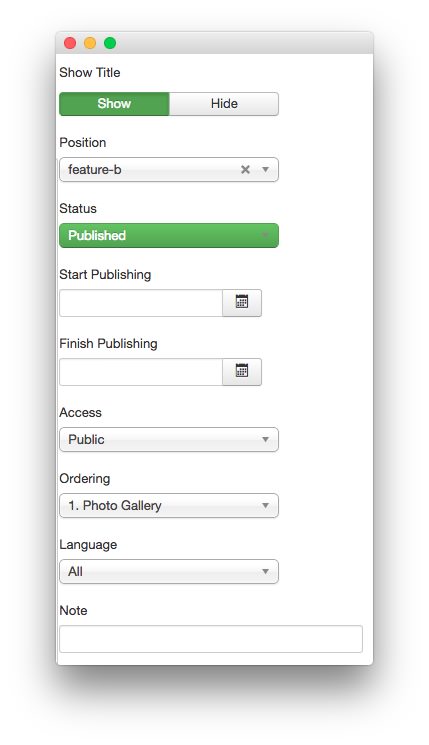 Show Title
Show Hide
Position
feature-b
Status
Published
Start Publishing
Finish Publishing
Access
Public
Ordering
1. Photo Gallery
Language
All
Note